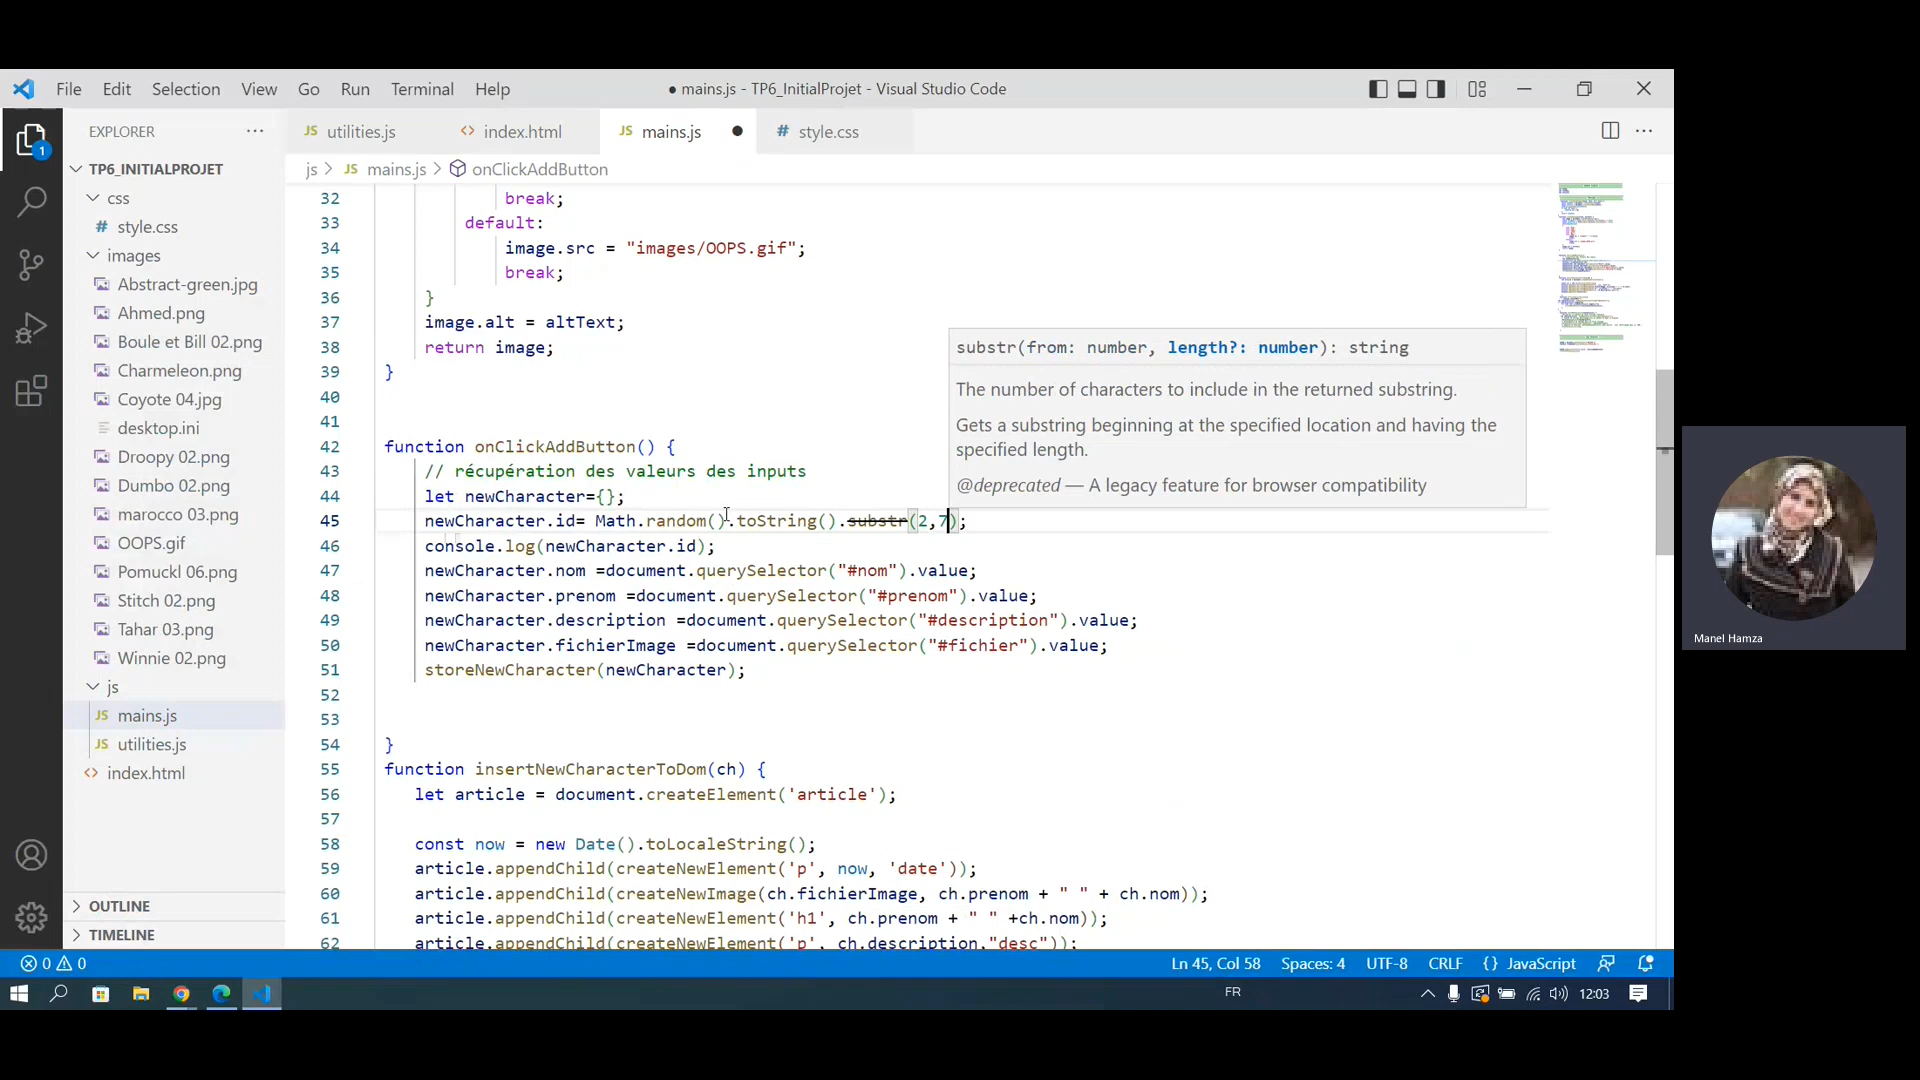 File Edit Selection View Go Run Terminal Help
● mains.js - TP6_InitialProjet - Visual Studio Code
EXPLORER ···
JS utilities.js
<> index.html
JS mains.js ●
# style.css
js > JS mains.js > onClickAddButton
TP6_INITIALPROJET
css
# style.css
images
Abstract-green.jpg
Ahmed.png
Boule et Bill 02.png
Charmeleon.png
Coyote 04.jpg
desktop.ini
Droopy 02.png
Dumbo 02.png
marocco 03.png
OOPS.gif
Pomuckl 06.png
Stitch 02.png
Tahar 03.png
Winnie 02.png
js
JS mains.js
JS utilities.js
<> index.html
OUTLINE
TIMELINE
1
32 break;
33 default:
34 image.src = "images/OOPS.gif";
35 break;
36 }
37 image.alt = altText;
38 return image;
39 }
40
41
42 function onClickAddButton() {
43 // récupération des valeurs des inputs
44 let newCharacter={};
45 newCharacter.id= Math.random().toString().substr(2,7);
46 console.log(newCharacter.id);
47 newCharacter.nom =document.querySelector("#nom").value;
48 newCharacter.prenom =document.querySelector("#prenom").value;
49 newCharacter.description =document.querySelector("#description").value;
50 newCharacter.fichierImage =document.querySelector("#fichier").value;
51 storeNewCharacter(newCharacter);
52
53
54 }
55 function insertNewCharacterToDom(ch) {
56 let article = document.createElement('article');
57
58 const now = new Date().toLocaleString();
59 article.appendChild(createNewElement('p', now, 'date'));
60 article.appendChild(createNewImage(ch.fichierImage, ch.prenom + " " + ch.nom));
61 article.appendChild(createNewElement('h1', ch.prenom + " " +ch.nom));
62 article.appendChild(createNewElement('p', ch.description,"desc"));
substr(from: number, length?: number): string
The number of characters to include in the returned substring.
Gets a substring beginning at the specified location and having the
specified length.
@deprecated — A legacy feature for browser compatibility
Manel Hamza
0 0
Ln 45, Col 58 Spaces: 4 UTF-8 CRLF {} JavaScript
FR
12:03